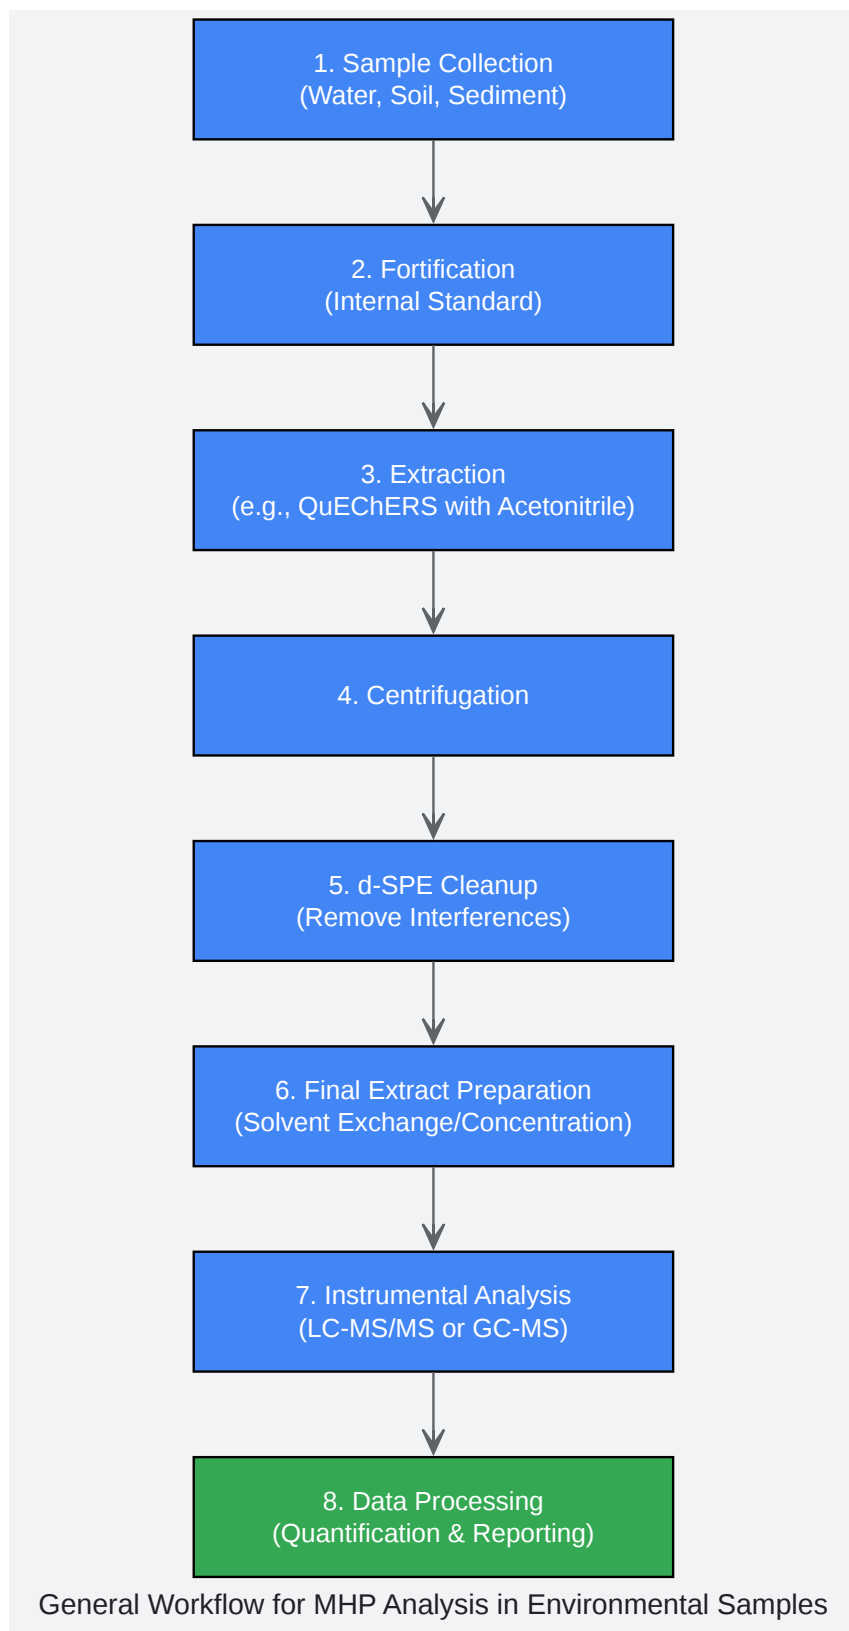 1. Sample Collection
(Water, Soil, Sediment)
2. Fortification
(Internal Standard)
3. Extraction
(e.g., QuEChERS with Acetonitrile)
4. Centrifugation
5. d-SPE Cleanup
(Remove Interferences)
6. Final Extract Preparation
(Solvent Exchange/Concentration)
7. Instrumental Analysis
(LC-MS/MS or GC-MS)
8. Data Processing
(Quantification & Reporting)
General Workflow for MHP Analysis in Environmental Samples